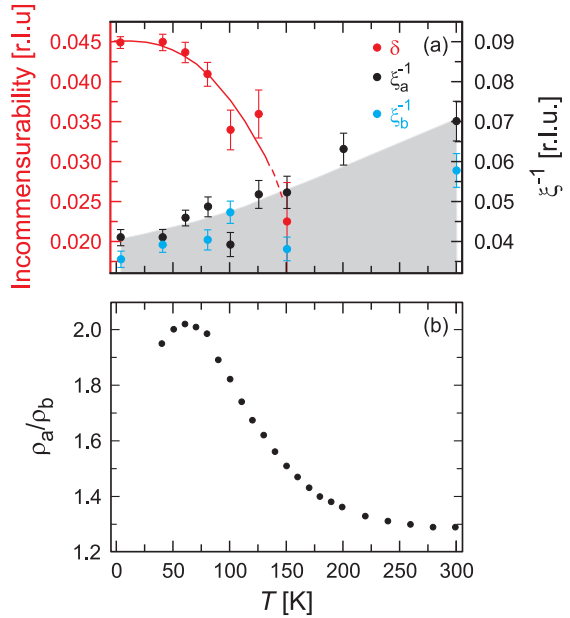 Incommensurability [r.l.u]
0.045
0.040
0.035
0.030
0.025
0.020
(a)
δ
ξa⁻¹
ξb⁻¹
0.09
0.08
0.07
0.06
0.05
0.04
ξ⁻¹ [r.l.u.]
(b)
ρa/ρb
2.0
1.8
1.6
1.4
1.2
0
50
100
150
200
250
300
T [K]